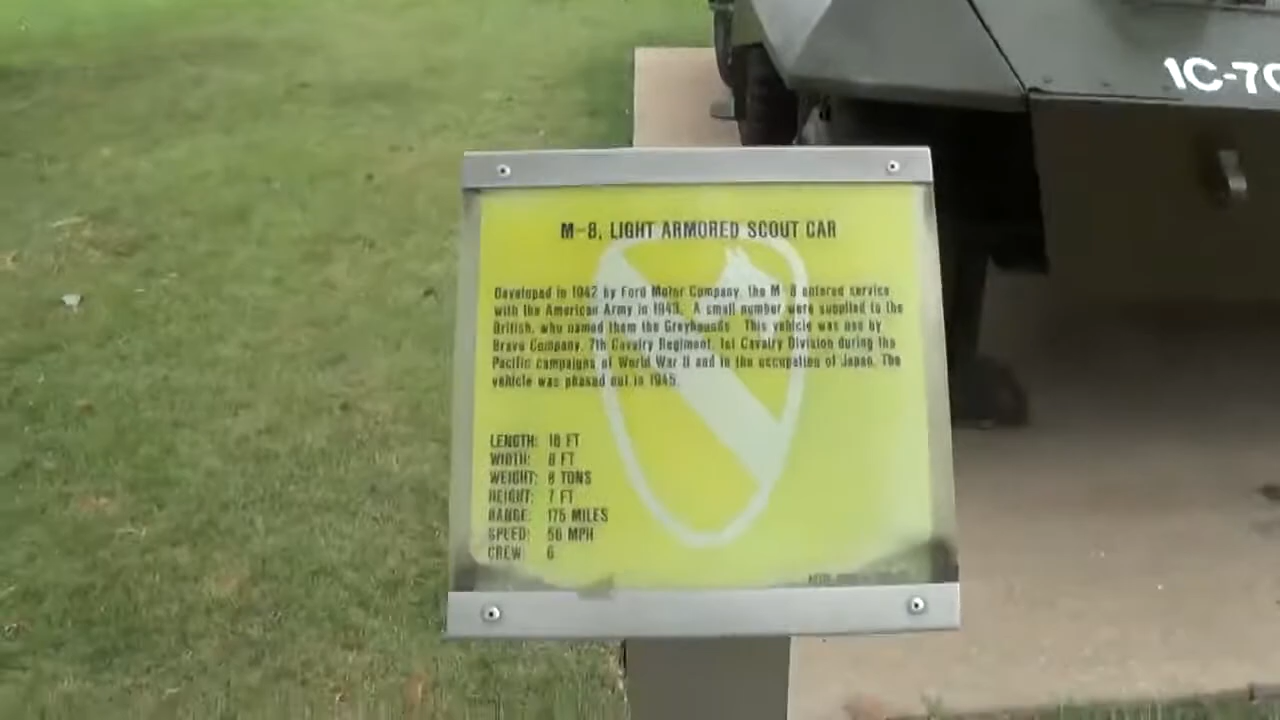 1C-70
M-8, LIGHT ARMORED SCOUT CAR
Developed in 1942 by Ford Motor Company, the M-8 entered service
with the American Army in 1943. A small number were supplied to the
British, who named them the Greyhounds. This vehicle was use by
Bravo Company, 7th Cavalry Regiment, 1st Cavalry Division during the
Pacific campaigns of World War II and in the occupation of Japan. The
vehicle was phased out in 1945.
LENGTH: 16 FT
WIDTH: 8 FT
WEIGHT: 8 TONS
HEIGHT: 7 FT
RANGE: 175 MILES
SPEED: 56 MPH
CREW: 6